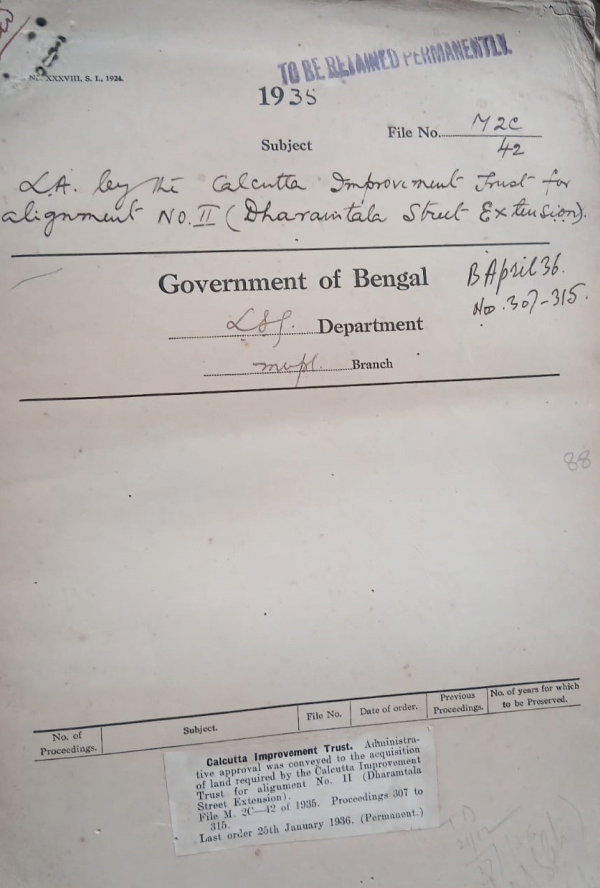 No. XXXVIII, S. I., 1924.
TO BE RETAINED PERMANENTLY.
1935
Subject
File No. M2C/42
L.A. by the Calcutta Improvement Trust for
alignment No. II (Dharamtala Street Extension).
Government of Bengal
B April 36.
Nos. 307-315.
LSG. Department
Munpl. Branch
88
No. of Proceedings.
Subject.
File No.
Date of order.
Previous Proceedings.
No. of years for which to be Preserved.
Calcutta Improvement Trust. Administra-
tive approval was conveyed to the acquisition
of land required by the Calcutta Improvement
Trust for alignment No. II (Dharamtala
Street Extension).
File M. 2C—42 of 1935. Proceedings 307 to
315.
Last order 25th January 1936. (Permanent.)